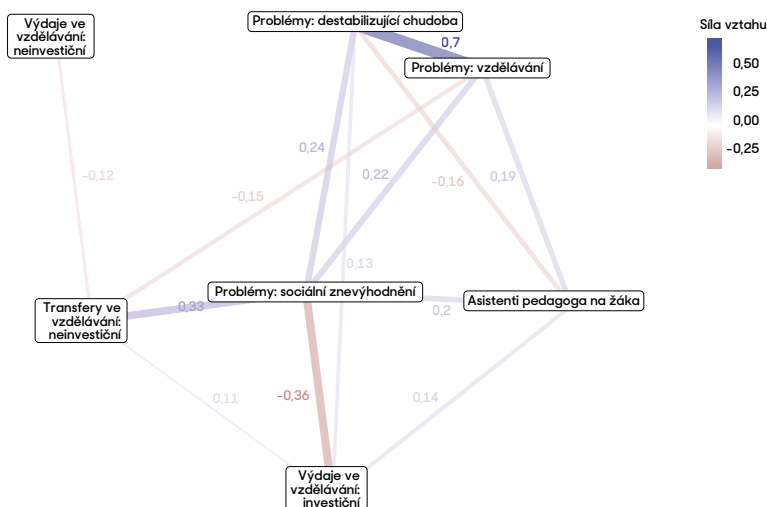 Výdaje ve
vzdělávání:
neinvestiční
Problémy: destabilizující chudoba
Síla vztahu
0,7
Problémy: vzdělávání
0,50
0,25
0,00
-0,25
0,24
-0,12
0,22
-0,16
0,19
-0,15
0,13
Problémy: sociální znevýhodnění
Asistenti pedagoga na žáka
Transfery ve
vzdělávání:
neinvestiční
0,33
0,2
0,11
-0,36
0,14
Výdaje ve
vzdělávání:
investiční